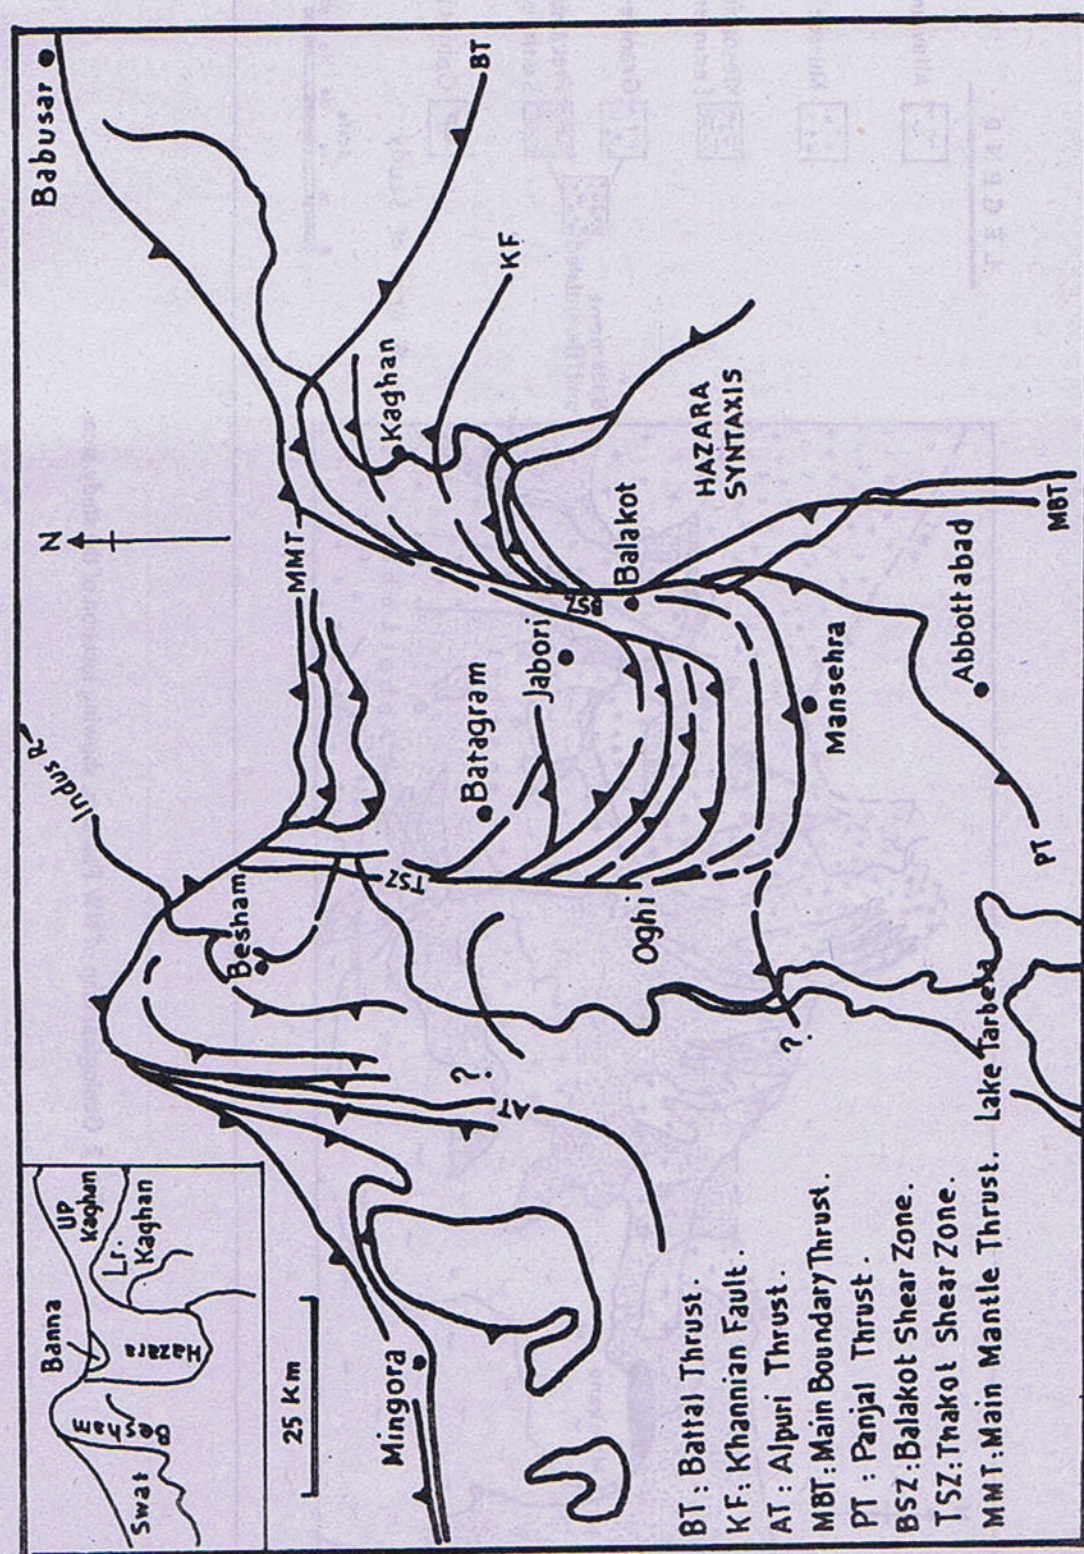 Babusar
BT
KF
Kaghan
N
MMT
HAZARA
SYNTAXIS
Balakot
BSZ
MBT
Indus R.
Jabori
Batagram
Mansehra
Abbottabad
PT
TSZ
Besham
Oghi
?
?
AT
Lake Tarbela
Mingora
25 Km
UP
Kaghan
Lr.
Kaghan
Banna
Hazara
Besham
Swat
BT: Battal Thrust.
KF: Khannian Fault.
AT: Alpuri Thrust.
MBT: Main Boundary Thrust.
PT: Panjal Thrust.
BSZ: Balakot Shear Zone.
TSZ: Thakot Shear Zone.
MMT: Main Mantle Thrust.
LEGEND